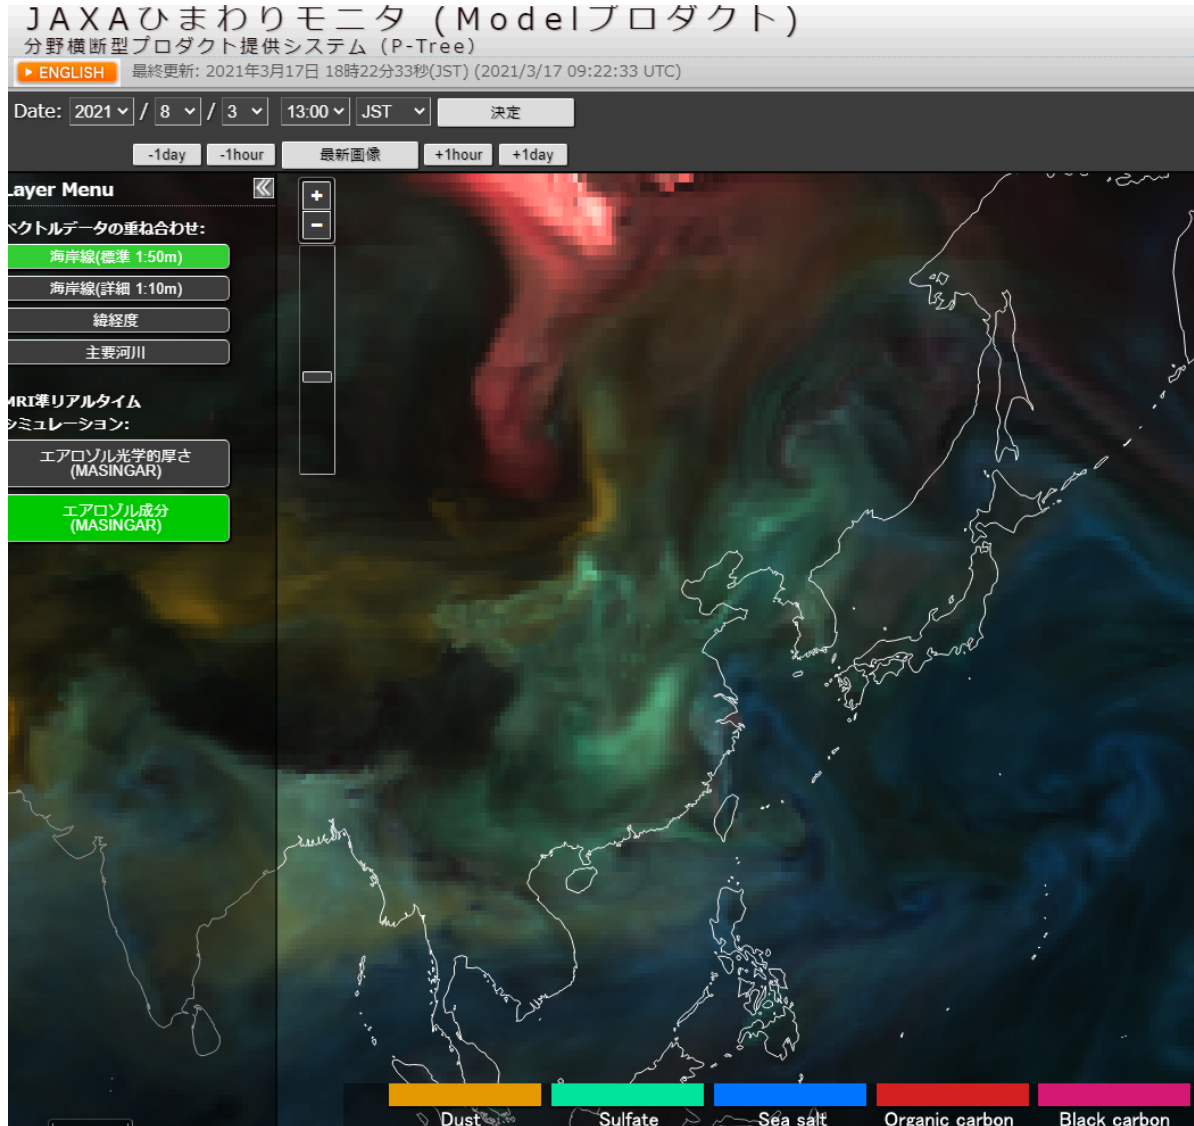 JAXAひまわりモニタ (Modelプロダクト)
分野横断型プロダクト提供システム (P-Tree)
ENGLISH 最終更新: 2021年3月17日 18時22分33秒(JST) (2021/3/17 09:22:33 UTC)
Date: 2021 / 8 / 3 13:00 JST 決定
-1day -1hour 最新画像 +1hour +1day
Layer Menu
ベクトルデータの重ね合わせ:
海岸線(標準 1:50m)
海岸線(詳細 1:10m)
緯経度
主要河川
MRI準リアルタイム
シミュレーション:
エアロゾル光学的厚さ
(MASINGAR)
エアロゾル成分
(MASINGAR)
+
−
Dust Sulfate Sea salt Organic carbon Black carbon